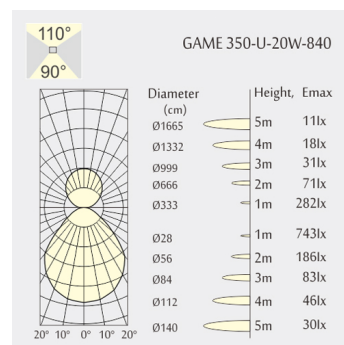 110°
90°
GAME 350-U-20W-840
Diameter Height, Emax
(cm)
Ø1665 5m 11lx
Ø1332 4m 18lx
Ø999 3m 31lx
Ø666 2m 71lx
Ø333 1m 282lx
Ø28 1m 743lx
Ø56 2m 186lx
Ø84 3m 83lx
Ø112 4m 46lx
Ø140 5m 30lx
20° 10° 0° 10° 20°